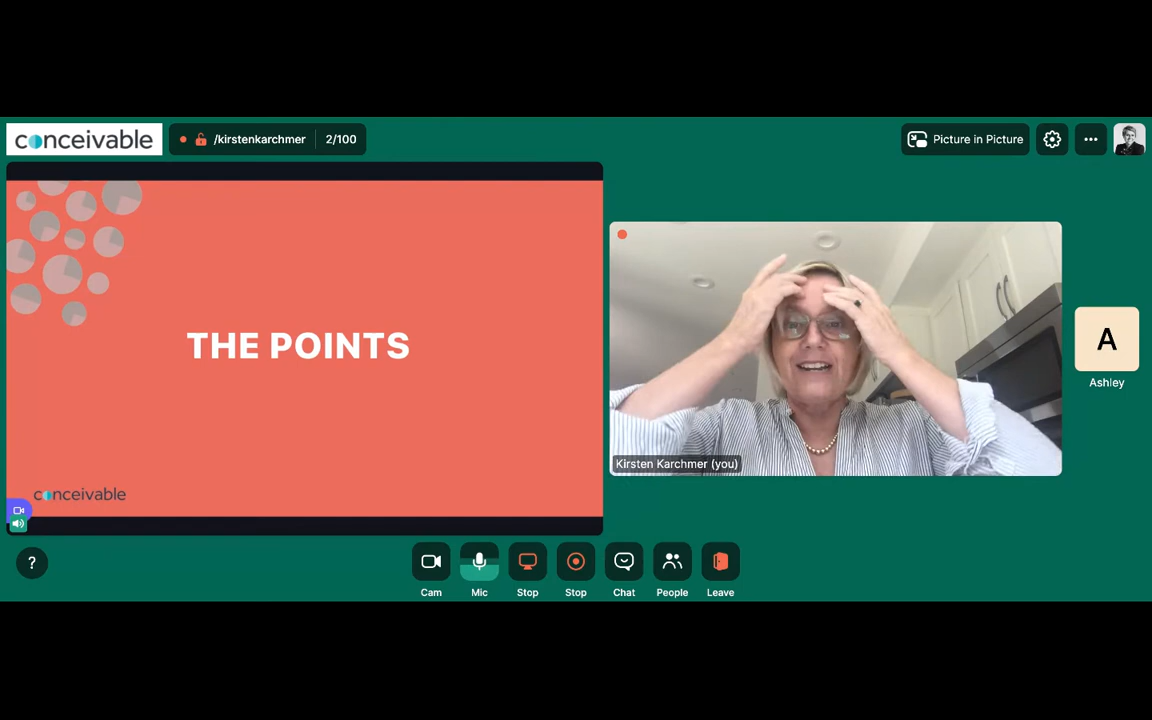 conceivable
/kirstenkarchmer
2/100
Picture in Picture
THE POINTS
conceivable
Kirsten Karchmer (you)
A
Ashley
?
Cam
Mic
Stop
Stop
Chat
People
Leave